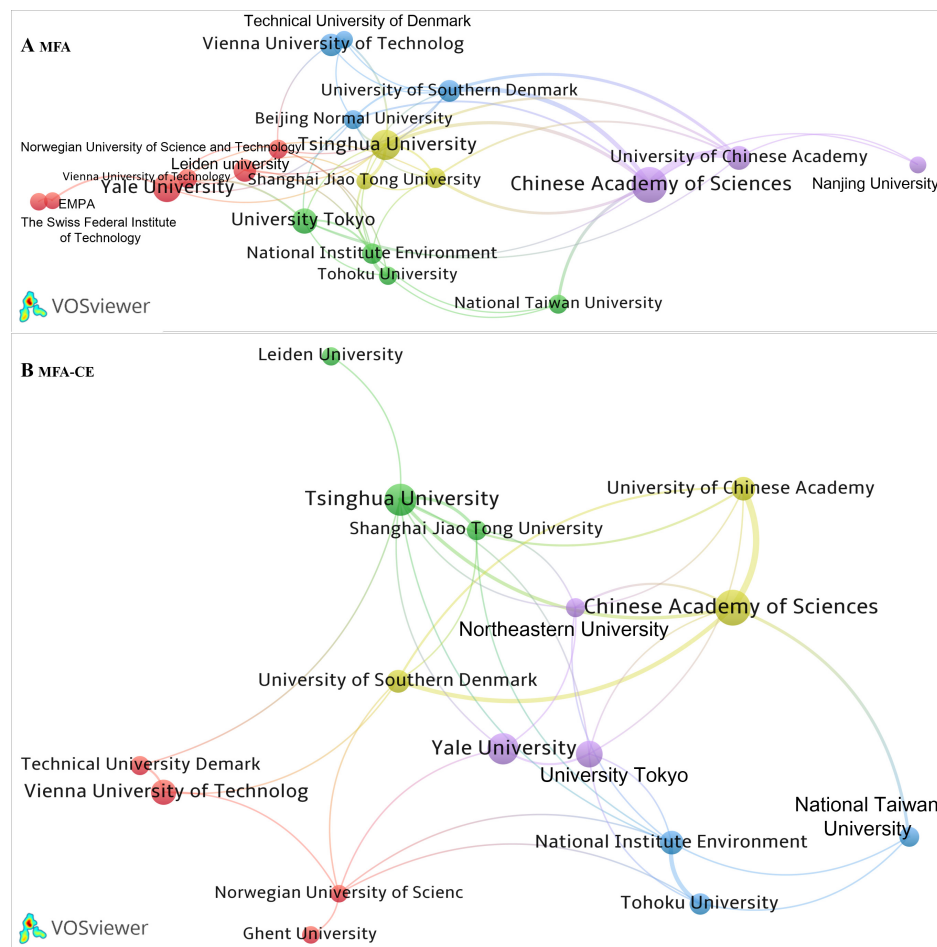 Technical University of Denmark
A MFA
Vienna University of Technolog
University of Southern Denmark
Beijing Normal University
Norwegian University of Science and Technology
Tsinghua University
University of Chinese Academy
Leiden university
Vienna University of Technology
Yale University
Shanghai Jiao Tong University
Chinese Academy of Sciences
Nanjing University
EMPA
The Swiss Federal Institute
of Technology
University Tokyo
National Institute Environment
Tohoku University
National Taiwan University
VOSviewer
Leiden University
B MFA-CE
University of Chinese Academy
Tsinghua University
Shanghai Jiao Tong University
Chinese Academy of Sciences
Northeastern University
University of Southern Denmark
Yale University
Technical University Demark
University Tokyo
Vienna University of Technolog
National Taiwan
University
National Institute Environment
Norwegian University of Scienc
Tohoku University
Ghent University
VOSviewer